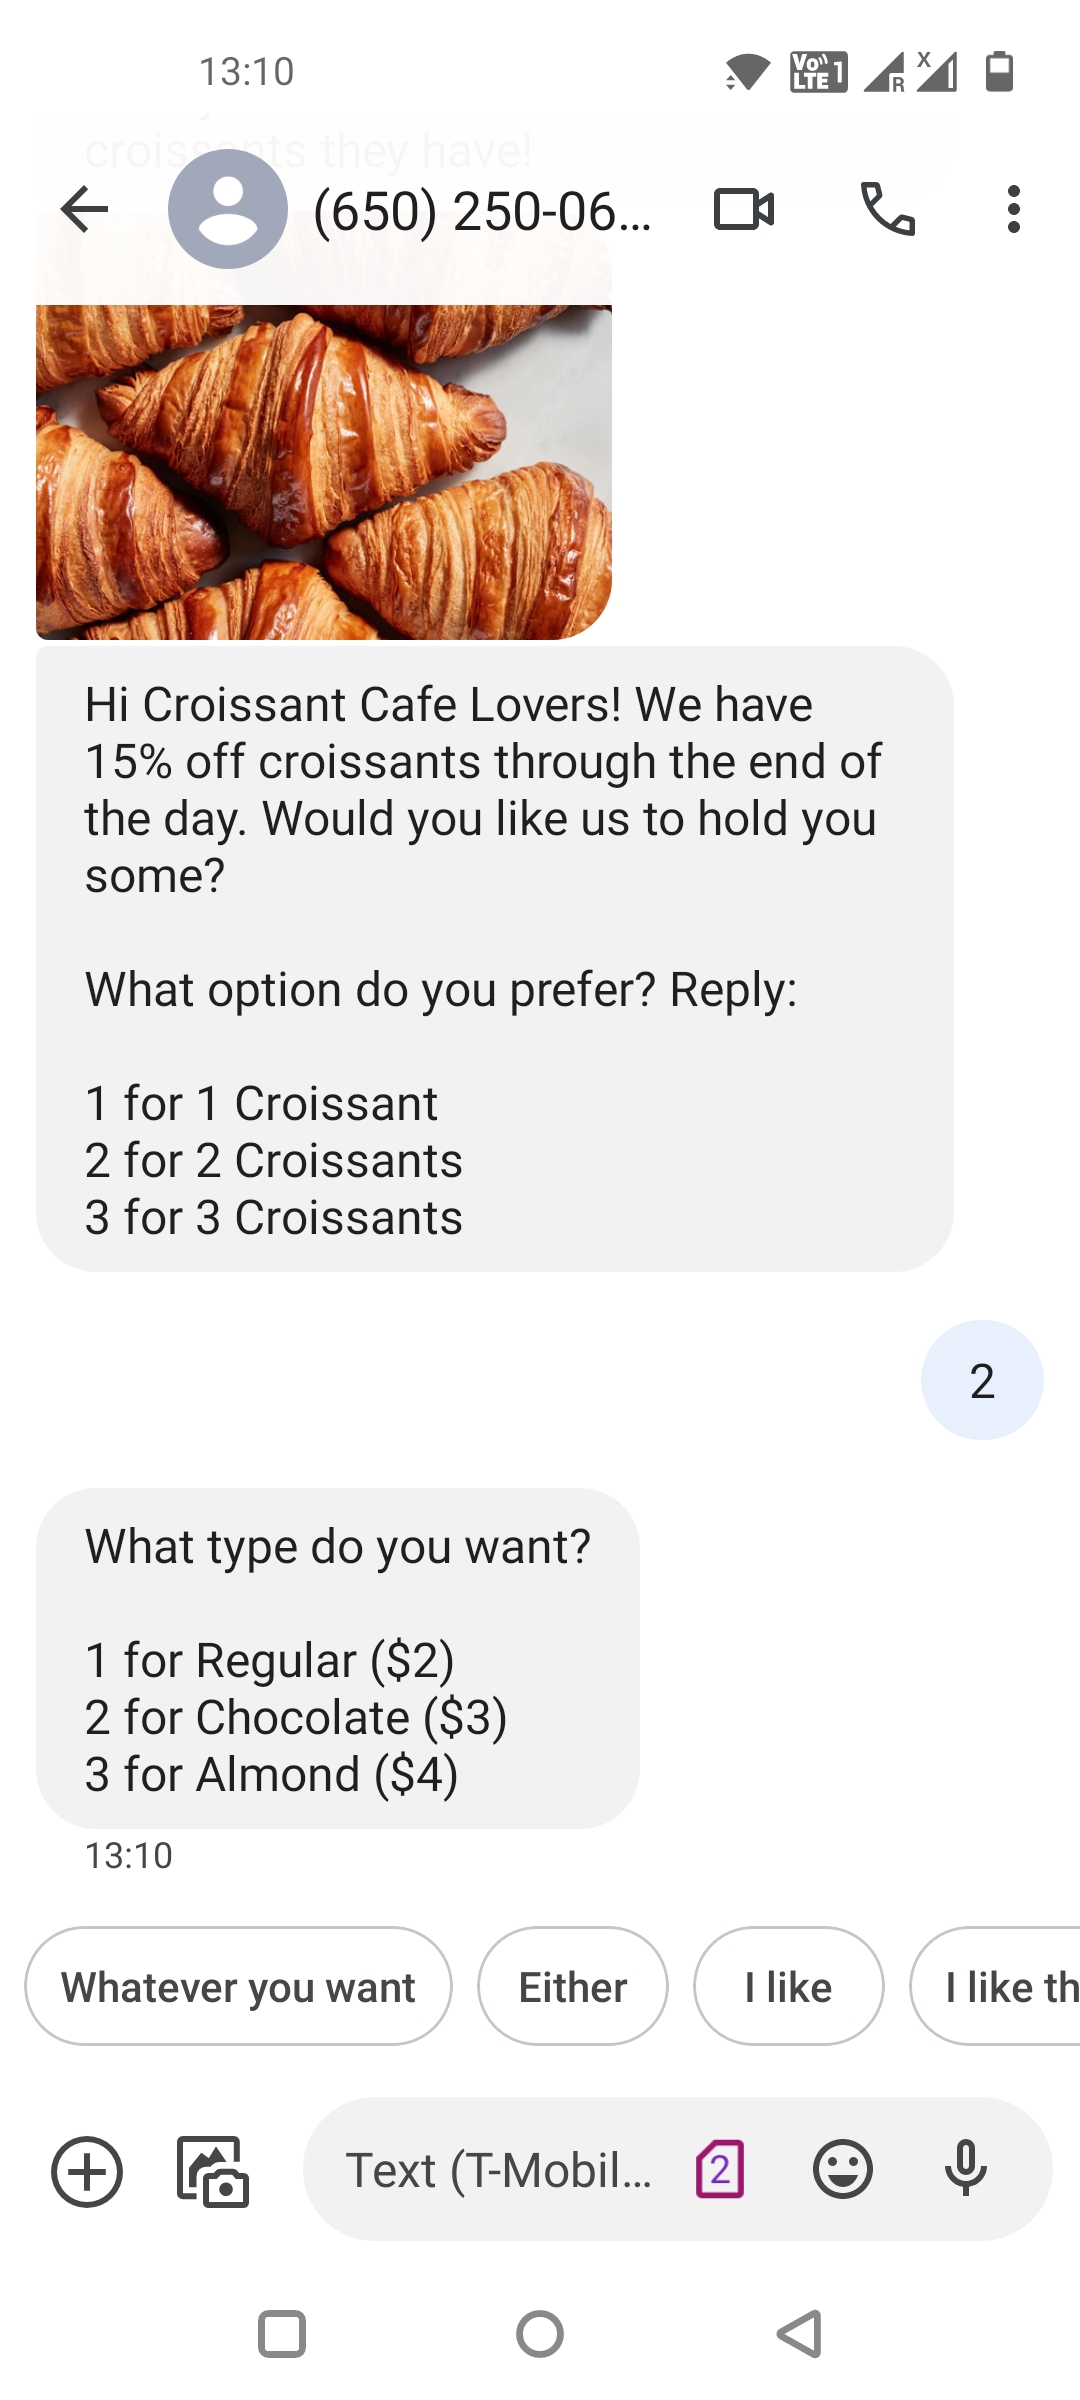 13:10
Vo)) LTE 1 R X
croissants they have!
(650) 250-06...
Hi Croissant Cafe Lovers! We have
15% off croissants through the end of
the day. Would you like us to hold you
some?
What option do you prefer? Reply:
1 for 1 Croissant
2 for 2 Croissants
3 for 3 Croissants
2
What type do you want?
1 for Regular ($2)
2 for Chocolate ($3)
3 for Almond ($4)
13:10
Whatever you want Either I like I like th
Text (T-Mobil... 2